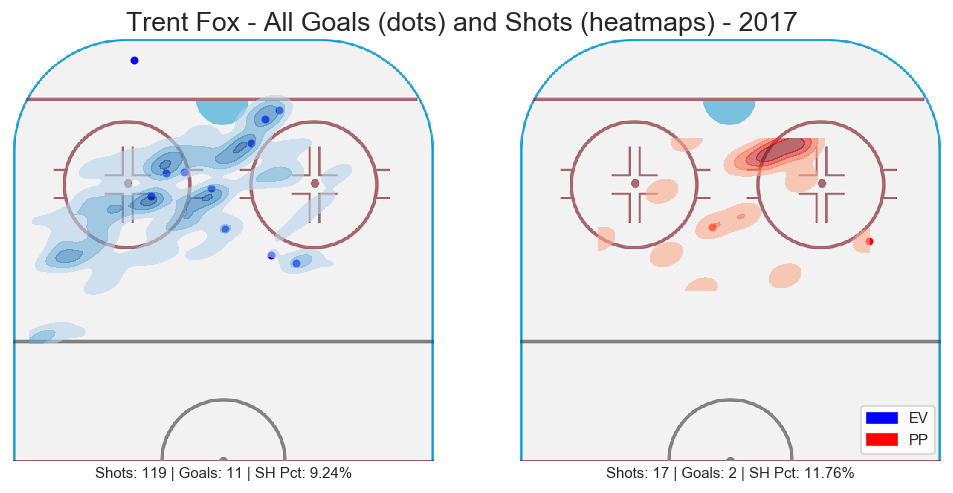 Trent Fox - All Goals (dots) and Shots (heatmaps) - 2017
EV
PP
Shots: 119 | Goals: 11 | SH Pct: 9.24%
Shots: 17 | Goals: 2 | SH Pct: 11.76%